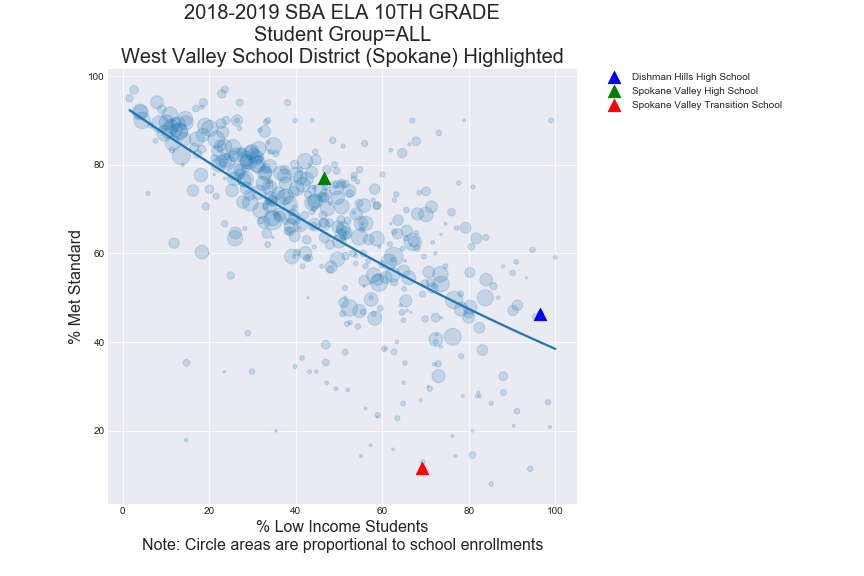 2018-2019 SBA ELA 10TH GRADE
Student Group=ALL
West Valley School District (Spokane) Highlighted
Dishman Hills High School
Spokane Valley High School
Spokane Valley Transition School
% Met Standard
100
80
60
40
20
0 20 40 60 80 100
% Low Income Students
Note: Circle areas are proportional to school enrollments